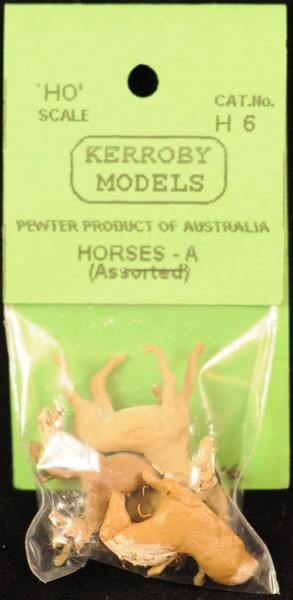 'HO'
SCALE
CAT.No.
H 6
KERROBY
MODELS
PEWTER PRODUCT OF AUSTRALIA
HORSES - A
(Assorted)